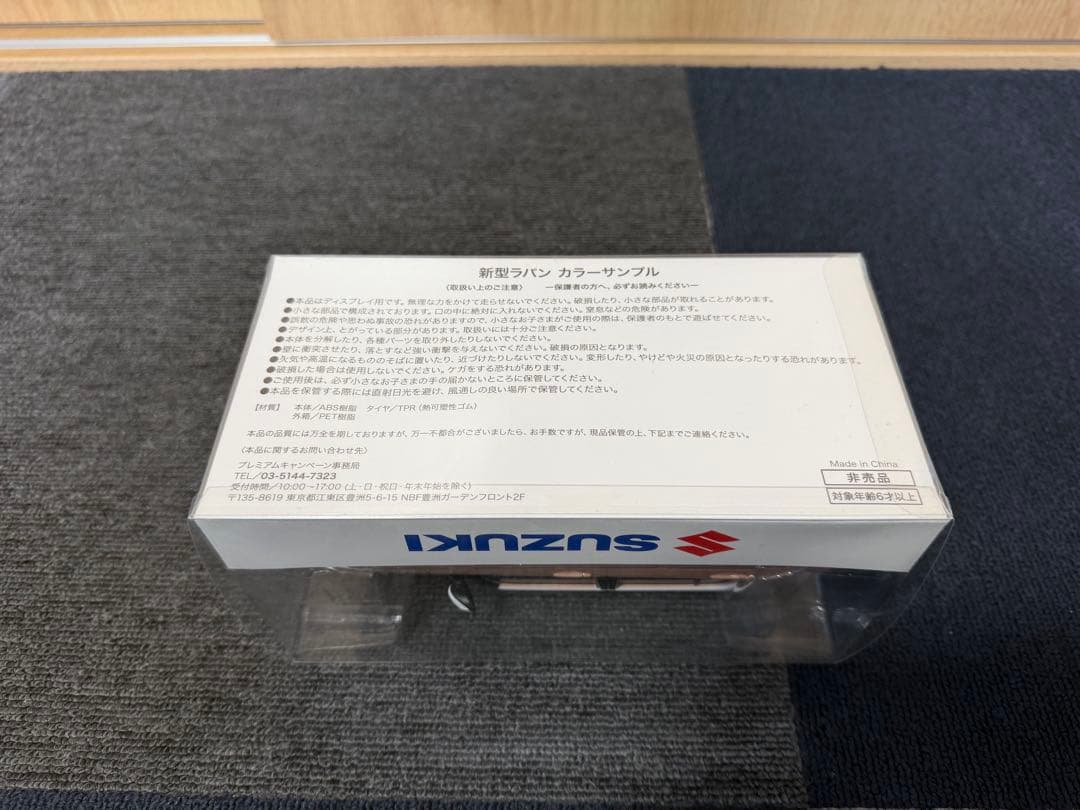 新型ラパン カラーサンプル
〈取扱い上のご注意〉 ー保護者の方へ、必ずお読みくださいー
●本品はディスプレイ用です。無理な力をかけて走らせないでください。破損したり、小さな部品が取れることがあります。
●小さな部品で構成されております。口の中に絶対に入れないでください。窒息などの危険があります。
●誤飲の危険や思わぬ事故の恐れがありますので、小さなお子さまがご使用の際は、保護者のもとで遊ばせてください。
●デザイン上、とがっている部分があります。取扱いには十分ご注意ください。
●本体を分解したり、各種パーツを取り外したりしないでください。
●壁に衝突させたり、落とすなど強い衝撃を与えないでください。破損の原因となります。
●火気や高温になるもののそばに置いたり、近づけたりしないでください。変形したり、やけどや火災の原因となったりする恐れがあります。
●破損した場合は使用しないでください。ケガをする恐れがあります。
●ご使用後は、必ず小さなお子さまの手の届かないところに保管してください。
●本品を保管する際には直射日光を避け、風通しの良い場所で保管してください。
【材質】 本体／ABS樹脂 タイヤ／TPR（熱可塑性ゴム）
外箱／PET樹脂
本品の品質には万全を期しておりますが、万一不都合がございましたら、お手数ですが、現品保管の上、下記までご連絡ください。
〈本品に関するお問い合わせ先〉
プレミアムキャンペーン事務局
TEL／03-5144-7323
受付時間／10:00~17:00（土・日・祝日・年末年始を除く）
〒135-8619 東京都江東区豊洲5-6-15 NBF豊洲ガーデンフロント2F
Made in China
非売品
対象年齢6才以上
SUZUKI